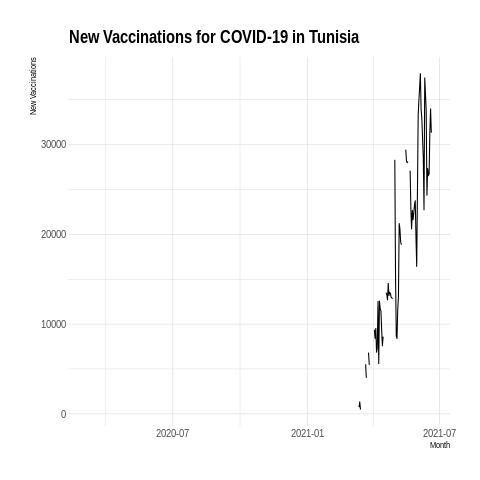 New Vaccinations for COVID-19 in Tunisia
New Vaccinations
30000
20000
10000
0
2020-07
2021-01
2021-07
Month